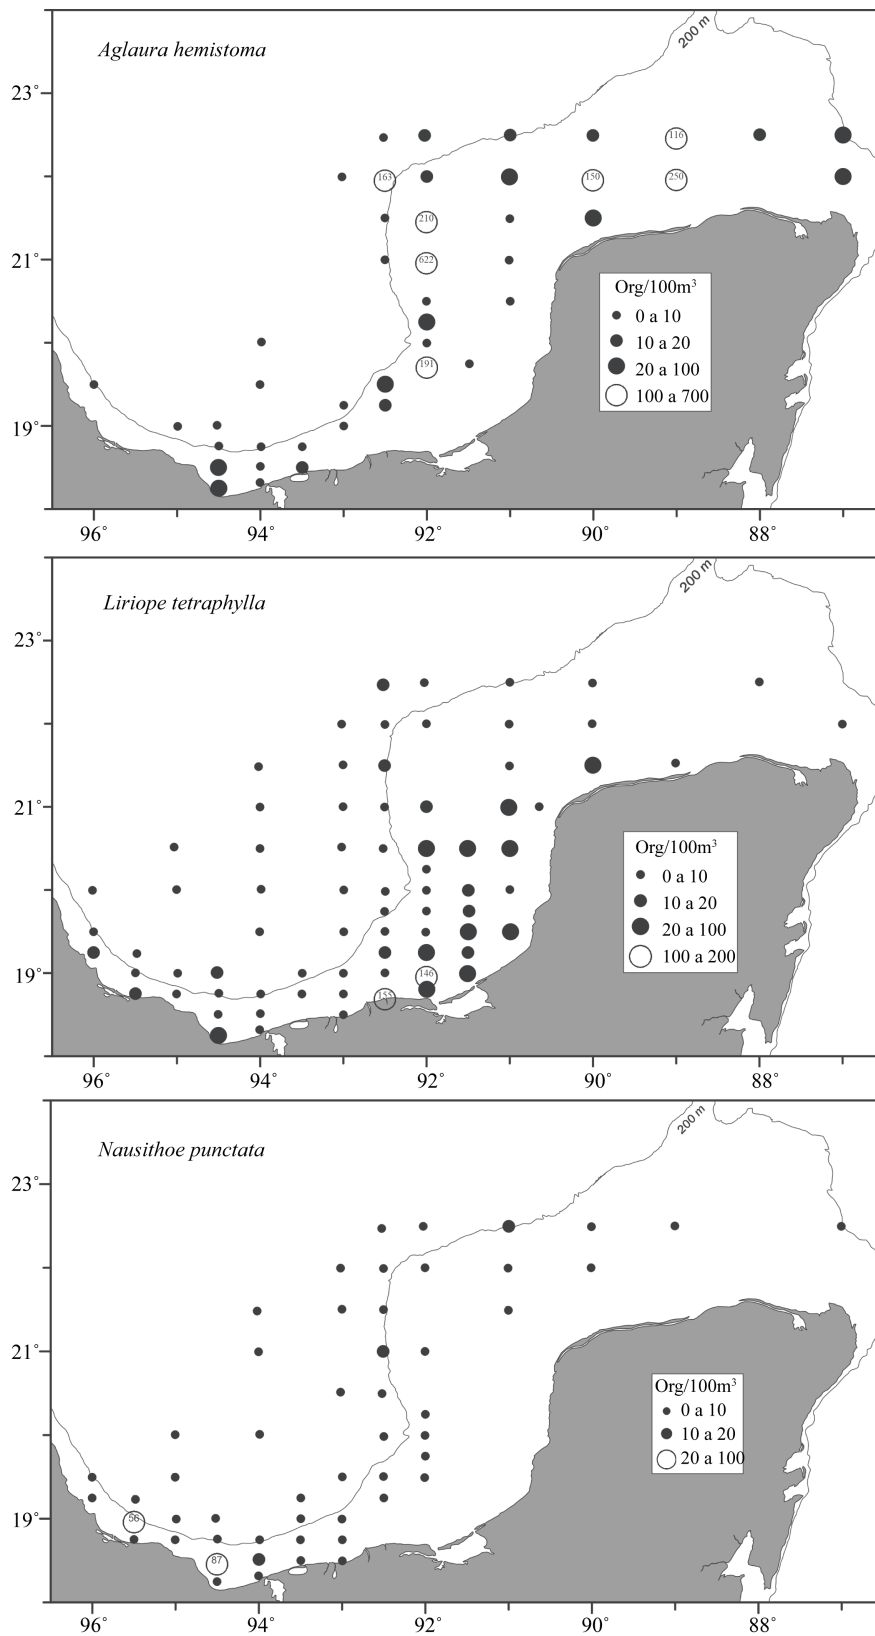 Aglaura hemistoma
200 m
23°
116
163
150
250
210
21°
622
Org/100m³
0 a 10
10 a 20
191
20 a 100
100 a 700
19°
96°
94°
92°
90°
88°
200 m
Liriope tetraphylla
23°
21°
Org/100m³
0 a 10
10 a 20
20 a 100
100 a 200
19°
146
155
96°
94°
92°
90°
88°
200 m
Nausithoe punctata
23°
21°
Org/100m³
0 a 10
10 a 20
20 a 100
19°
56
87
96°
94°
92°
90°
88°